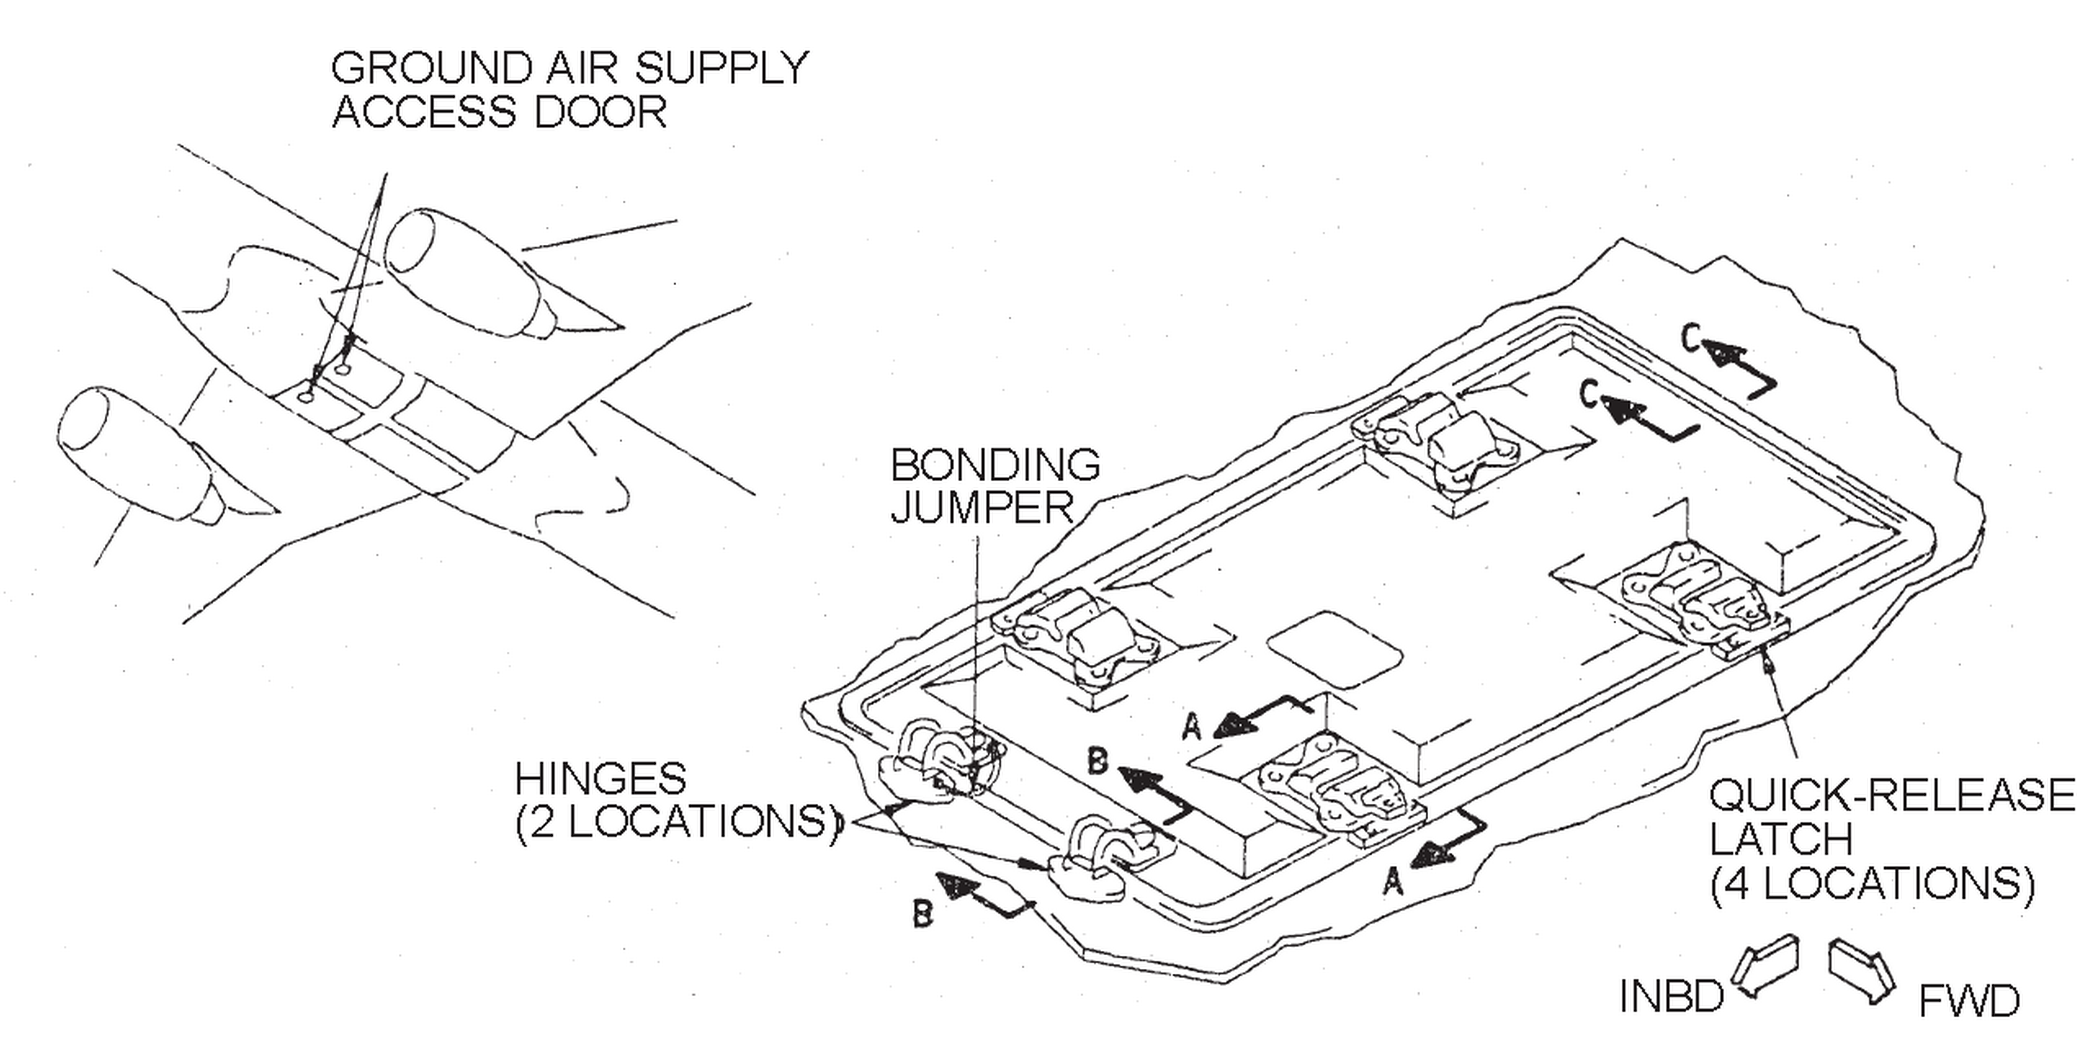 GROUND AIR SUPPLY
ACCESS DOOR
C
C
BONDING
JUMPER
A
B
HINGES
(2 LOCATIONS)
QUICK-RELEASE
LATCH
(4 LOCATIONS)
A
B
INBD
FWD